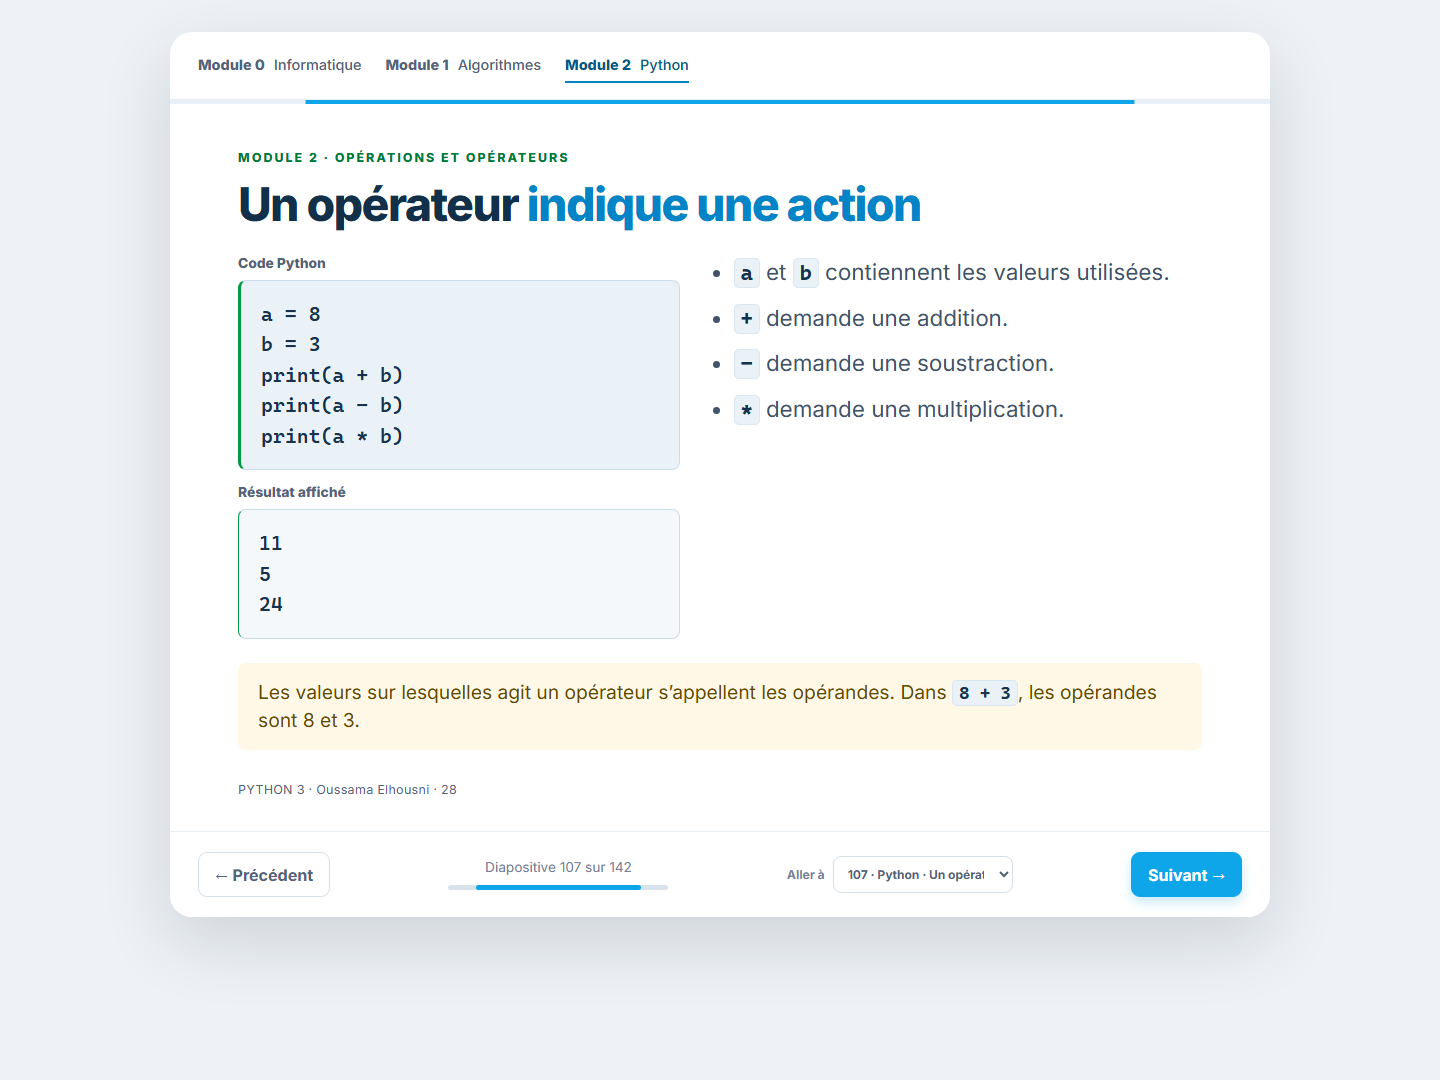 Module 0 Informatique Module 1 Algorithmes Module 2 Python
MODULE 2 · OPÉRATIONS ET OPÉRATEURS
Un opérateur indique une action
Code Python
a = 8
b = 3
print(a + b)
print(a - b)
print(a * b)
Résultat affiché
11
5
24
a et b contiennent les valeurs utilisées.
+ demande une addition.
- demande une soustraction.
* demande une multiplication.
Les valeurs sur lesquelles agit un opérateur s’appellent les opérandes. Dans 8 + 3, les opérandes
sont 8 et 3.
PYTHON 3 · Oussama Elhousni · 28
← Précédent
Diapositive 107 sur 142
Aller à 107 · Python · Un opérat
Suivant →